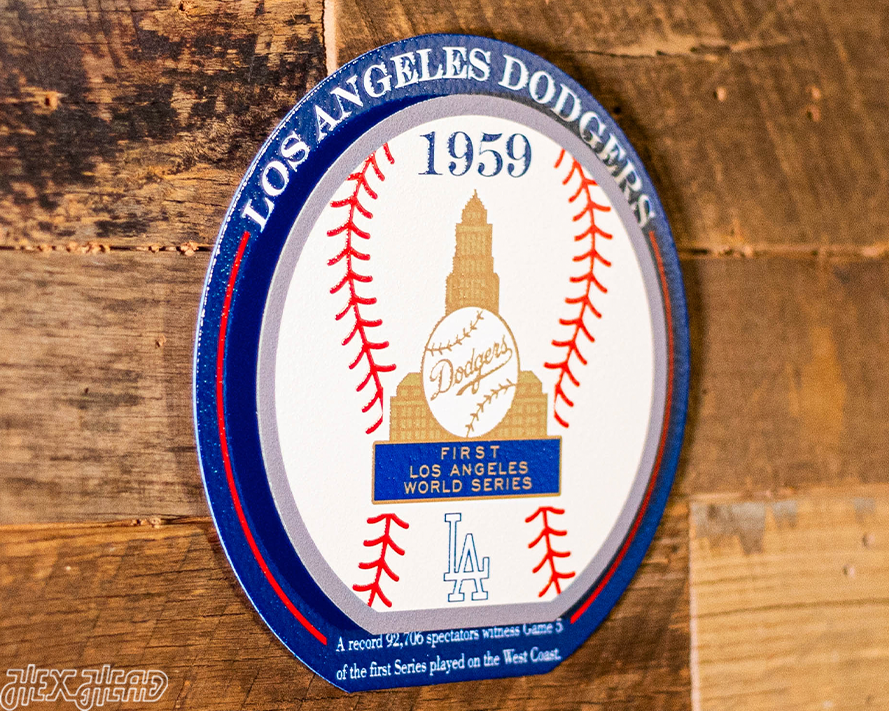 LOS ANGELES DODGERS
1959
Dodgers
FIRST
LOS ANGELES
WORLD SERIES
LA
A record 92,706 spectators witness Game 5
of the first Series played on the West Coast.
HEX HEAD